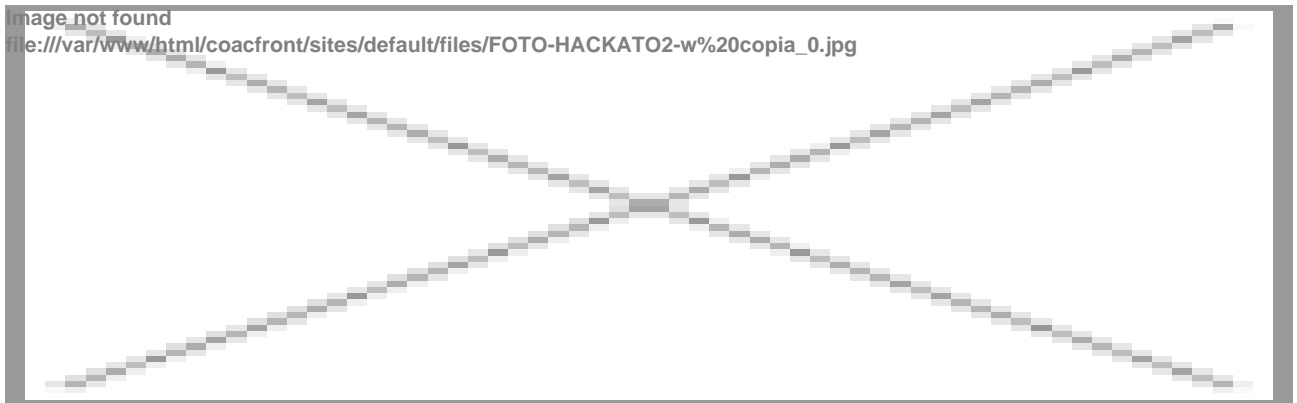 Image not found
file:///var/www/html/coacfront/sites/default/files/FOTO-HACKATO2-w%20copia_0.jpg